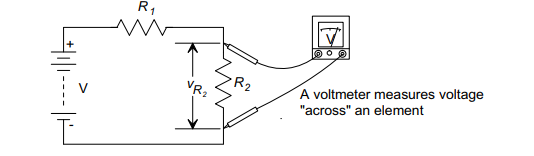 R1
+
V
-
VR2
R2
V
A voltmeter measures voltage
"across" an element